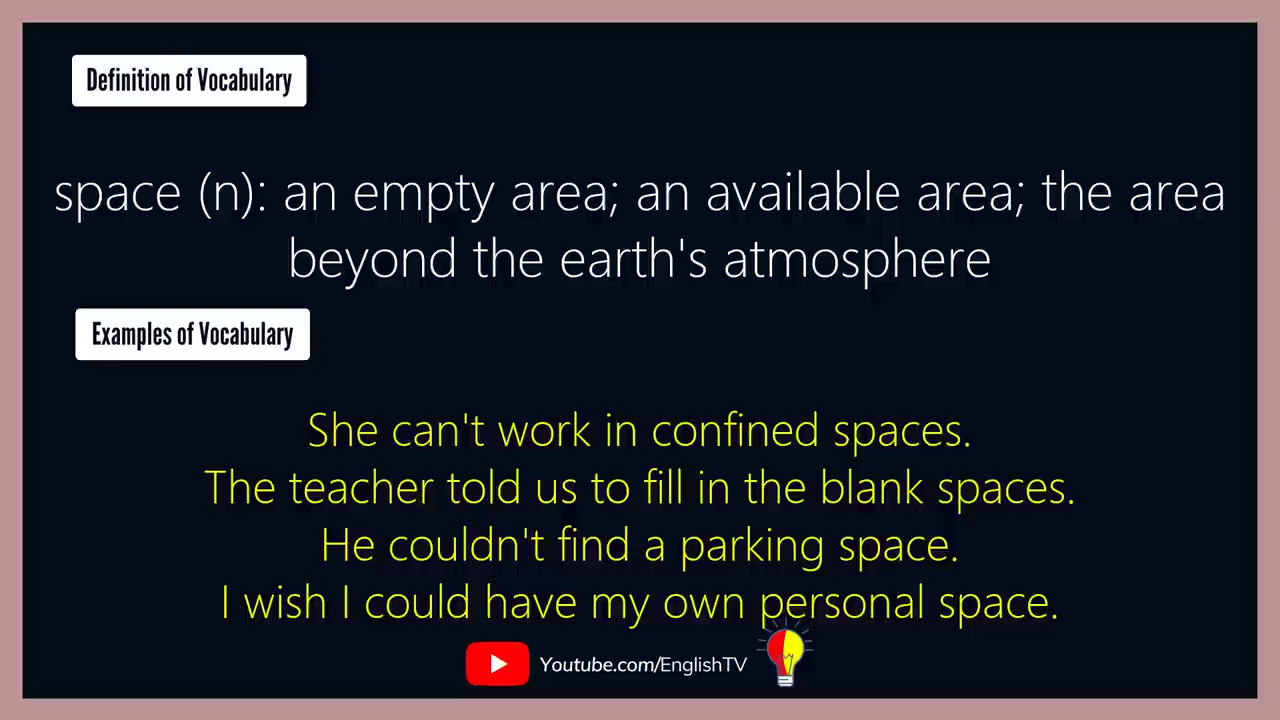 Definition of Vocabulary
space (n): an empty area; an available area; the area
beyond the earth's atmosphere
Examples of Vocabulary
She can't work in confined spaces.
The teacher told us to fill in the blank spaces.
He couldn't find a parking space.
I wish I could have my own personal space.
Youtube.com/EnglishTV